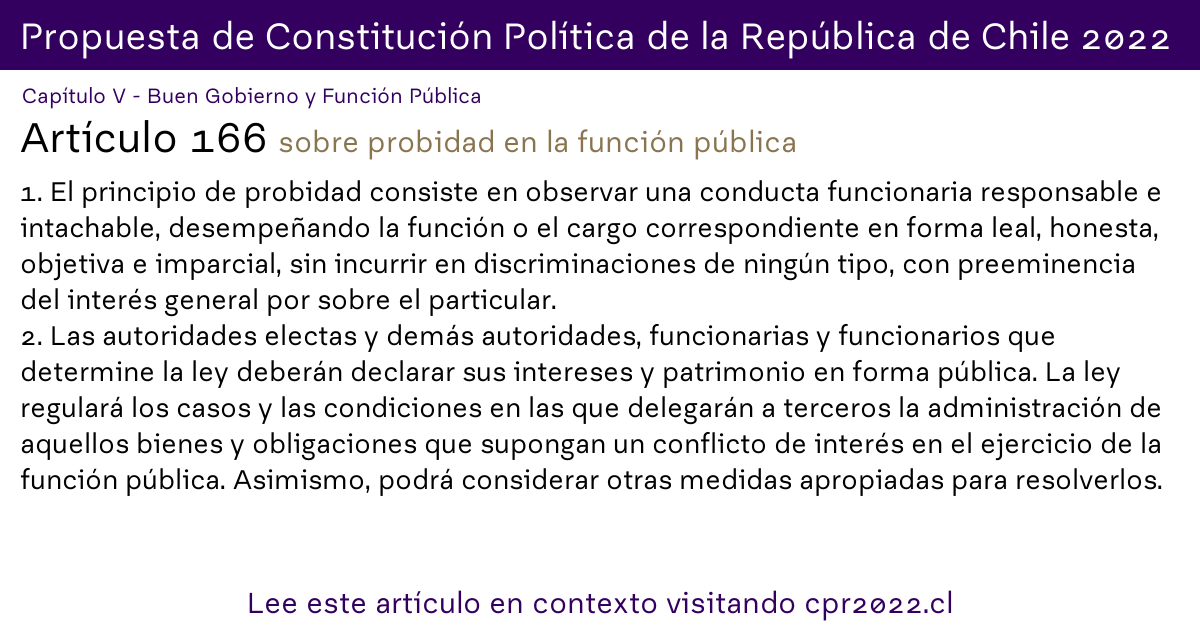 Propuesta de Constitución Política de la República de Chile 2022
Capítulo V - Buen Gobierno y Función Pública
Artículo 166 sobre probidad en la función pública
1. El principio de probidad consiste en observar una conducta funcionaria responsable e
intachable, desempeñando la función o el cargo correspondiente en forma leal, honesta,
objetiva e imparcial, sin incurrir en discriminaciones de ningún tipo, con preeminencia
del interés general por sobre el particular.
2. Las autoridades electas y demás autoridades, funcionarias y funcionarios que
determine la ley deberán declarar sus intereses y patrimonio en forma pública. La ley
regulará los casos y las condiciones en las que delegarán a terceros la administración de
aquellos bienes y obligaciones que supongan un conflicto de interés en el ejercicio de la
función pública. Asimismo, podrá considerar otras medidas apropiadas para resolverlos.
Lee este artículo en contexto visitando cpr2022.cl